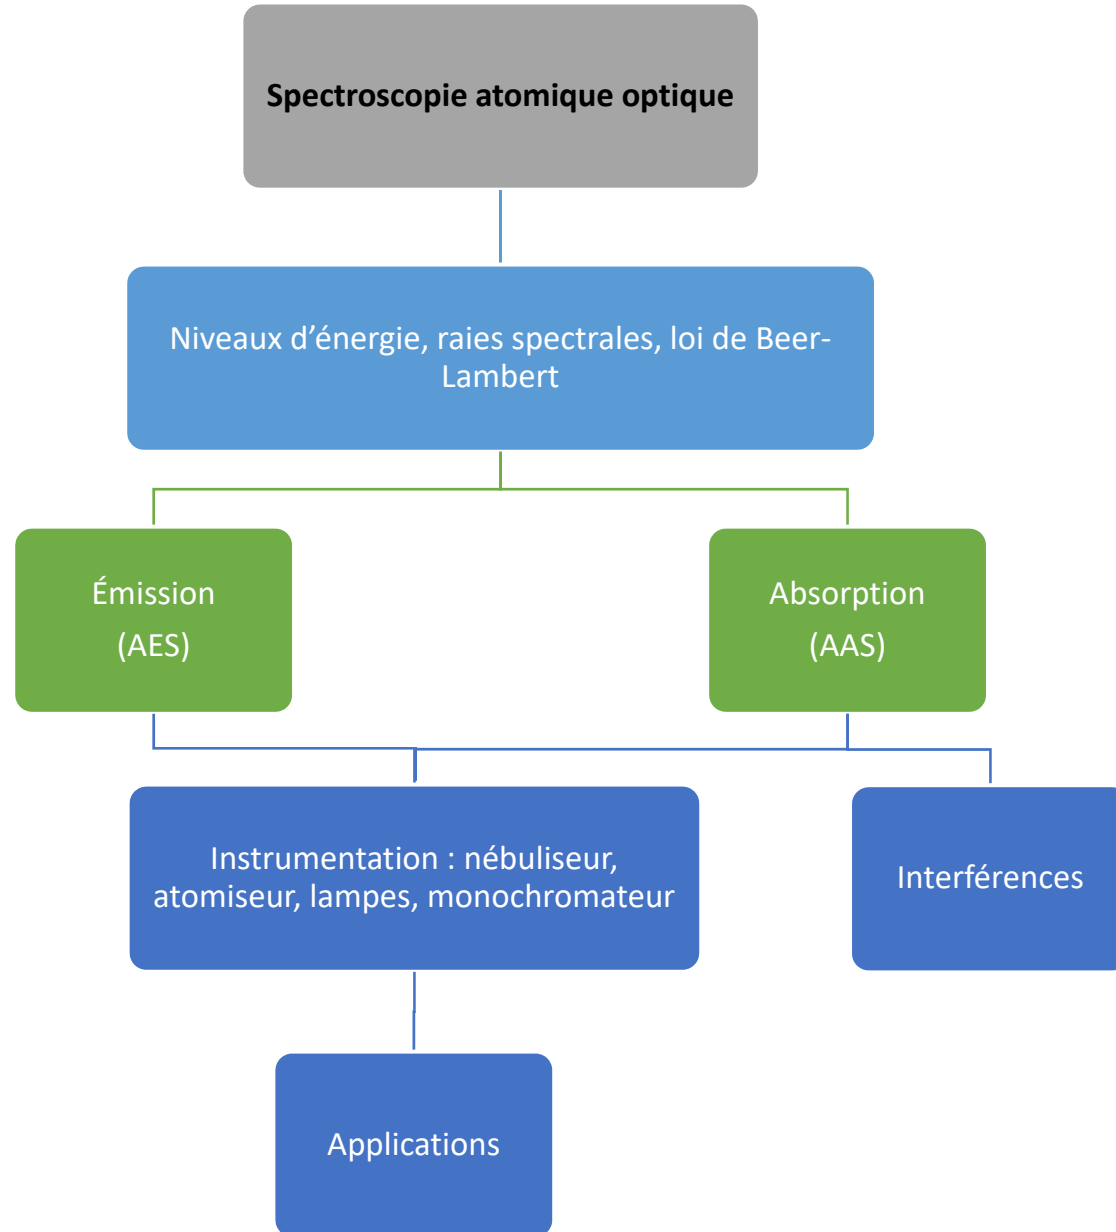 Spectroscopie atomique optique
Niveaux d’énergie, raies spectrales, loi de Beer-
Lambert
Émission
(AES)
Absorption
(AAS)
Instrumentation : nébuliseur,
atomiseur, lampes, monochromateur
Interférences
Applications